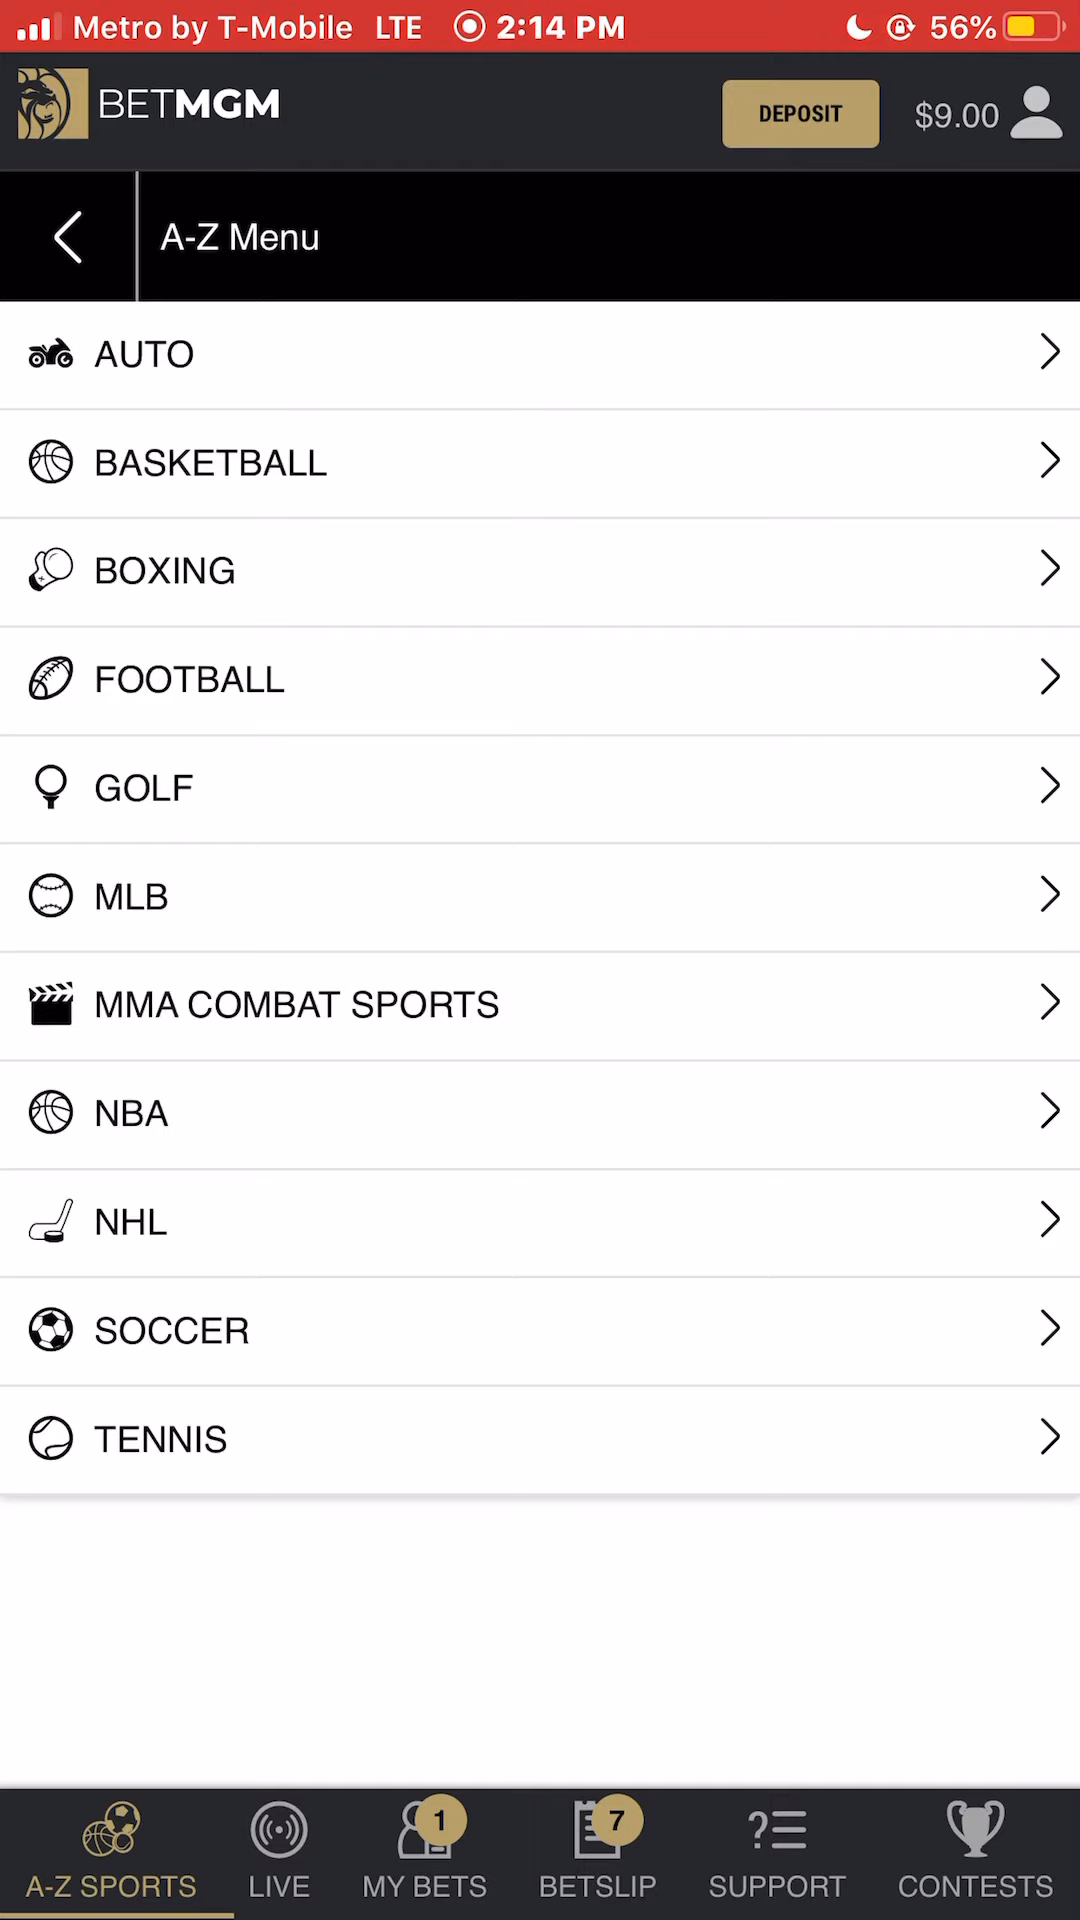 Metro by T-Mobile LTE 2:14 PM 56%
BETMGM DEPOSIT $9.00
A-Z Menu
AUTO
BASKETBALL
BOXING
FOOTBALL
GOLF
MLB
MMA COMBAT SPORTS
NBA
NHL
SOCCER
TENNIS
1 7
A-Z SPORTS LIVE MY BETS BETSLIP SUPPORT CONTESTS